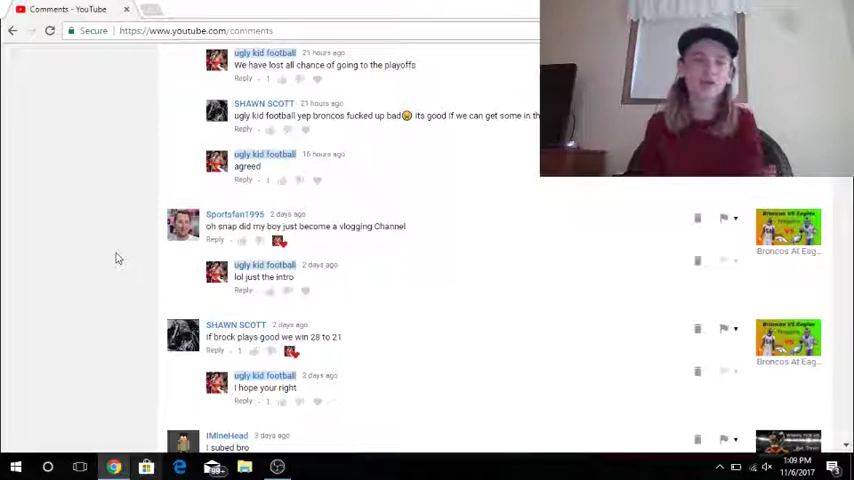 Comments - YouTube
Secure https://www.youtube.com/comments
ugly kid football 21 hours ago
We have lost all chance of going to the playoffs
Reply 1
SHAWN SCOTT 21 hours ago
ugly kid football yep broncos fucked up bad😩 its good if we can get some in th
Reply
ugly kid football 16 hours ago
agreed
Reply 1
Sportsfan1995 2 days ago
oh snap did my boy just become a vlogging Channel
Reply
Broncos VS Eagles
VS
Broncos At Eag...
ugly kid football 2 days ago
lol just the intro
Reply
SHAWN SCOTT 2 days ago
If brock plays good we win 28 to 21
Reply 1
Broncos VS Eagles
VS
Broncos At Eag...
ugly kid football 2 days ago
I hope your right
Reply 1
IMineHead 3 days ago
I subed bro
99+
1:09 PM
11/6/2017
3